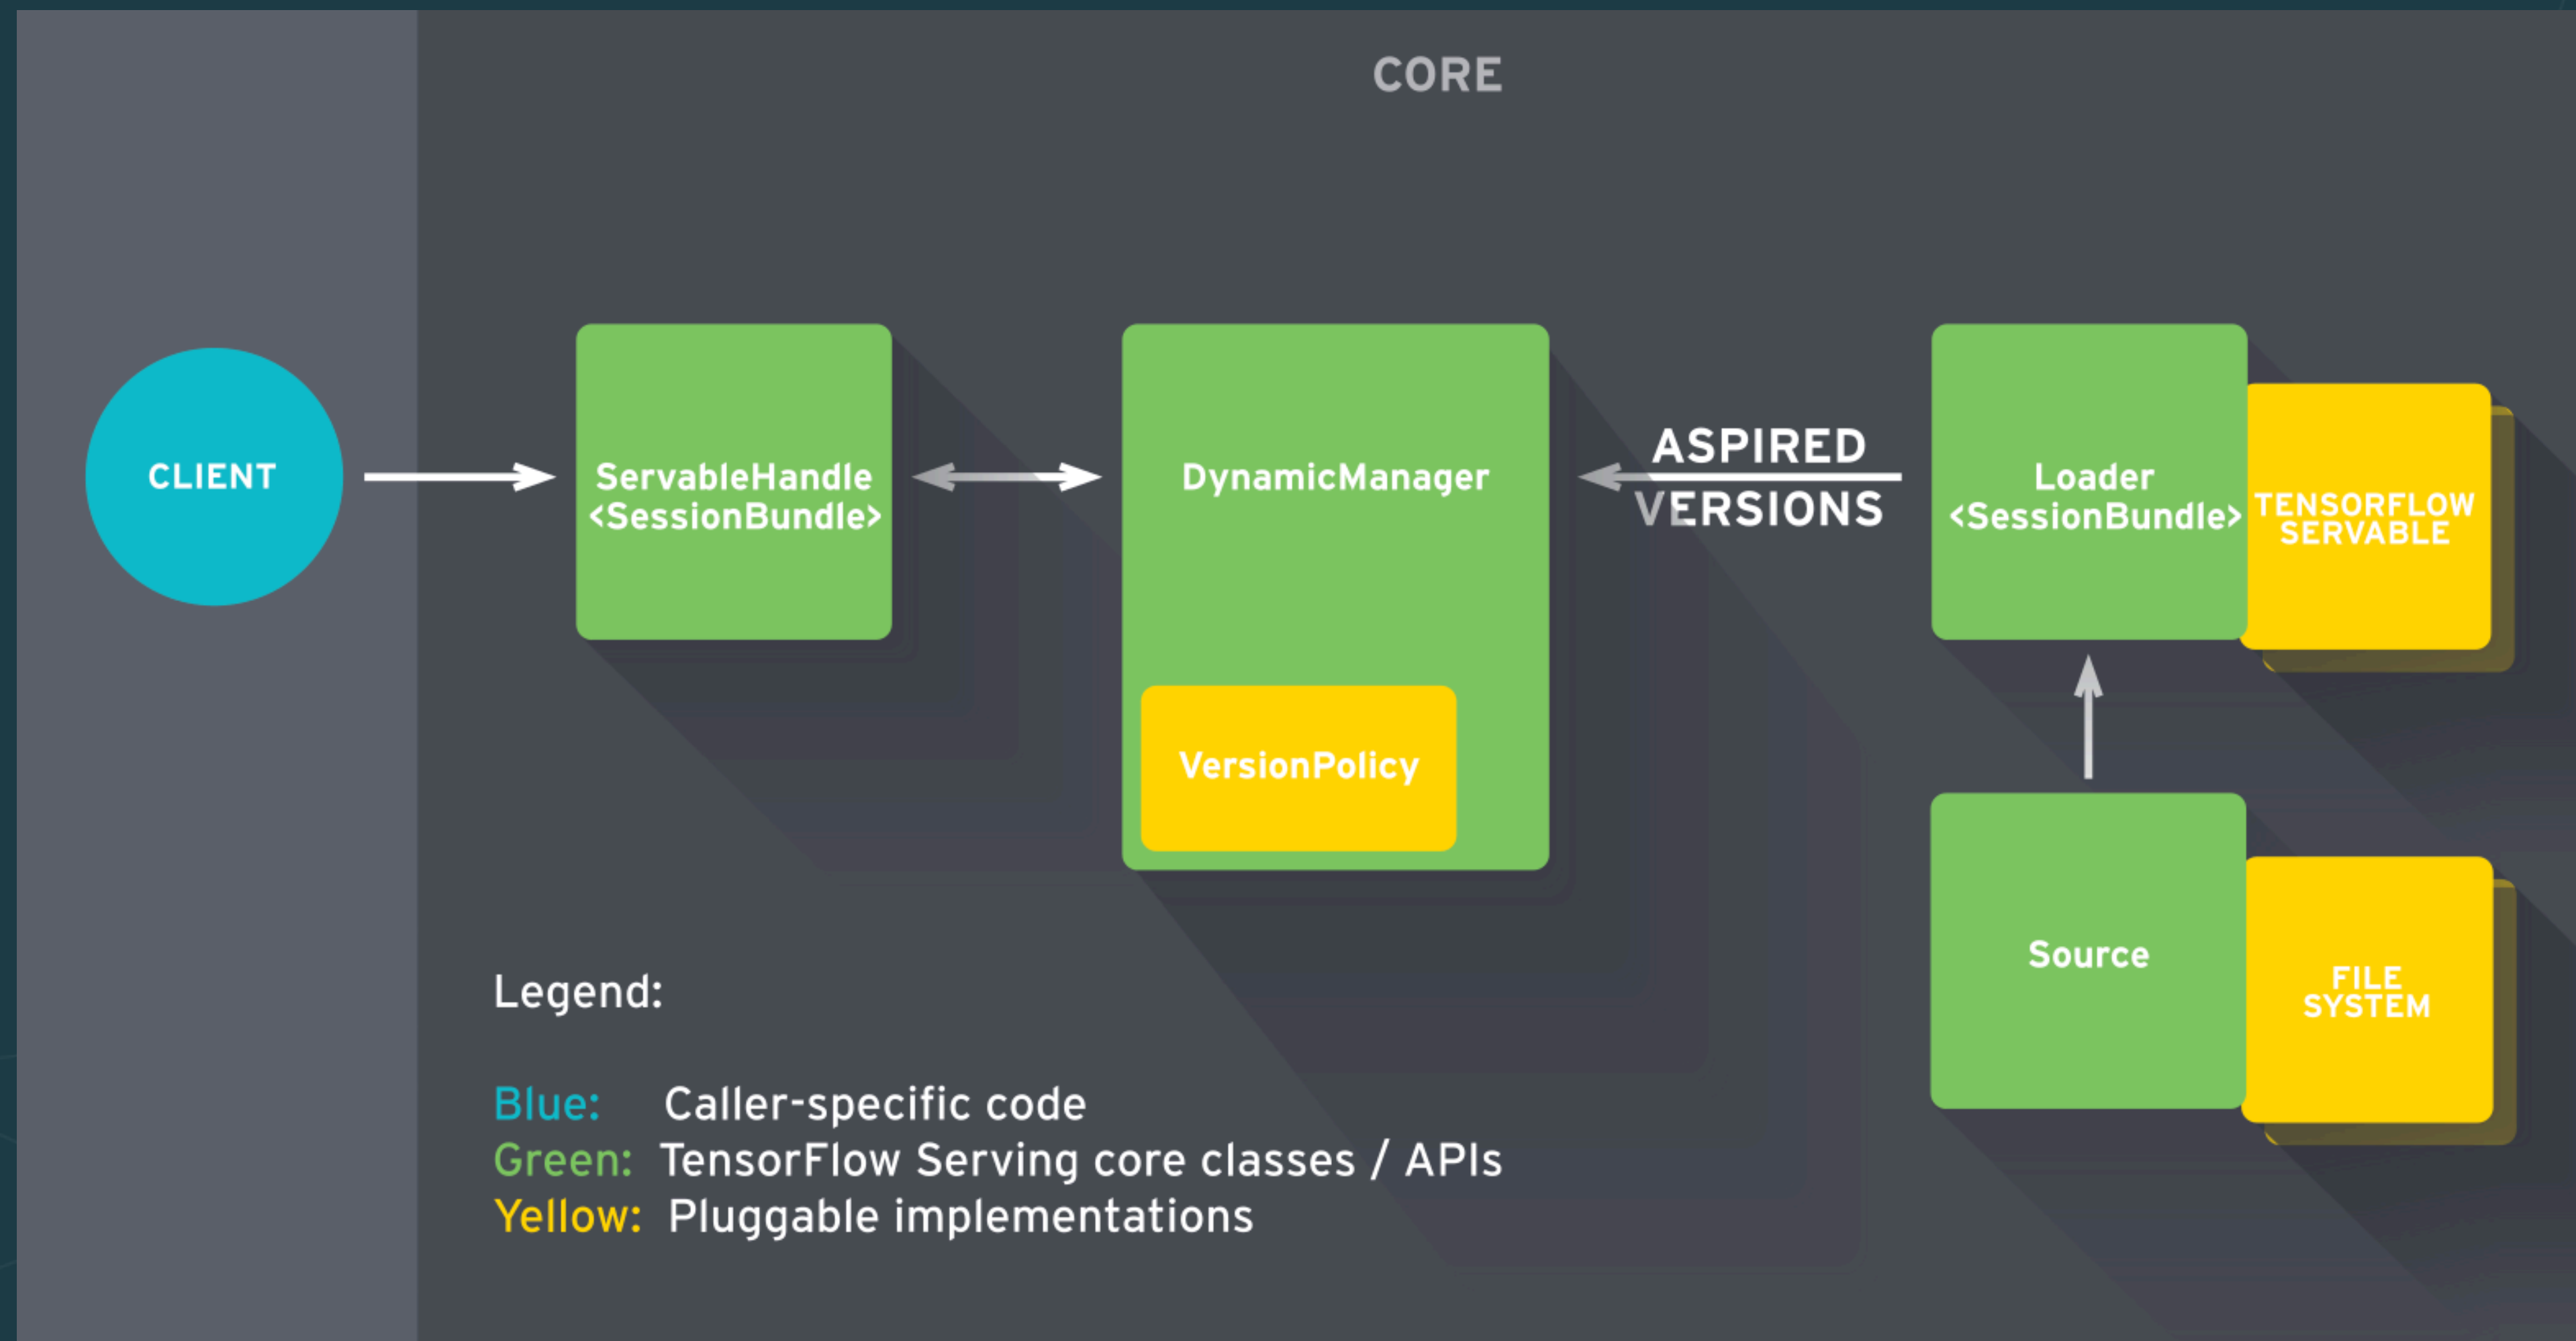 CORE
CLIENT
ServableHandle
<SessionBundle>
DynamicManager
VersionPolicy
ASPIRED
VERSIONS
Loader
<SessionBundle>
TENSORFLOW
SERVABLE
Source
FILE
SYSTEM
Legend:
Blue: Caller-specific code
Green: TensorFlow Serving core classes / APIs
Yellow: Pluggable implementations